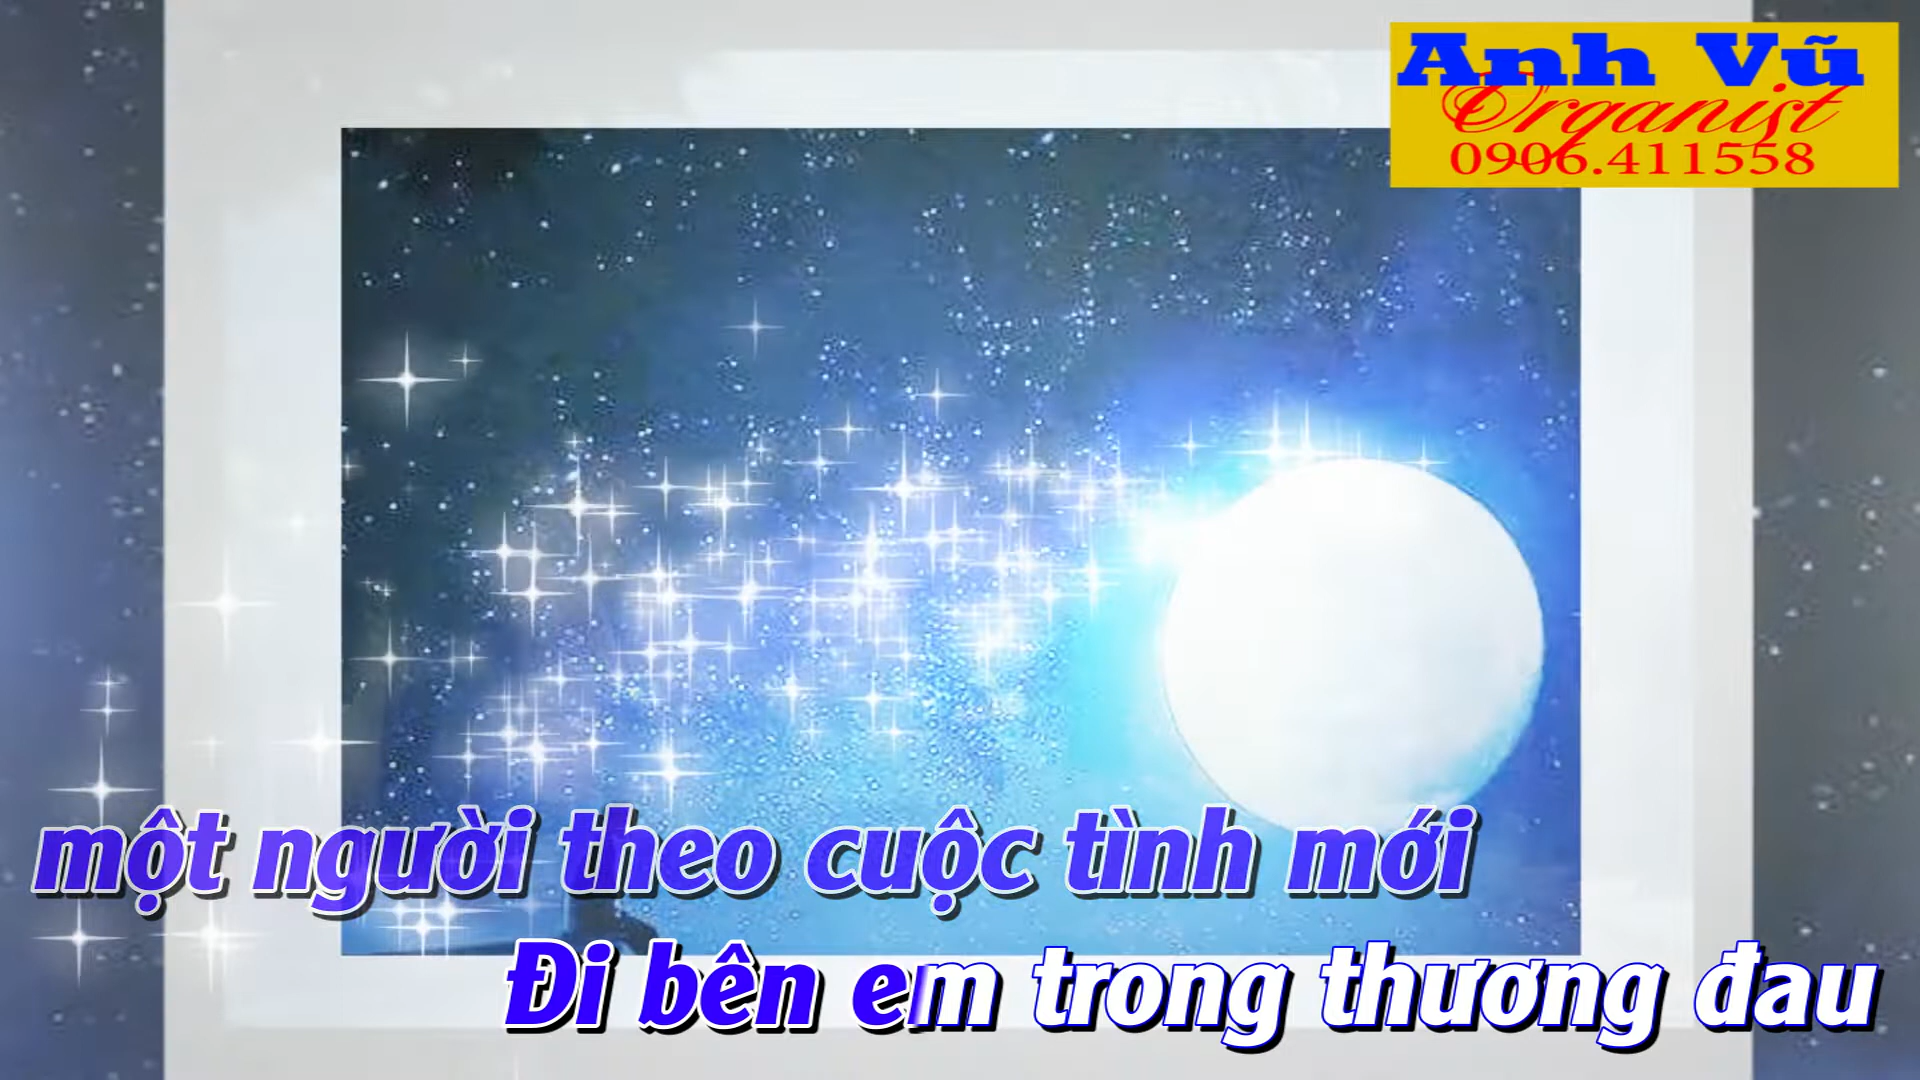 Anh Vũ
Organist
0906.411558
một người theo cuộc tình mới
Đi bên em trong thương đau